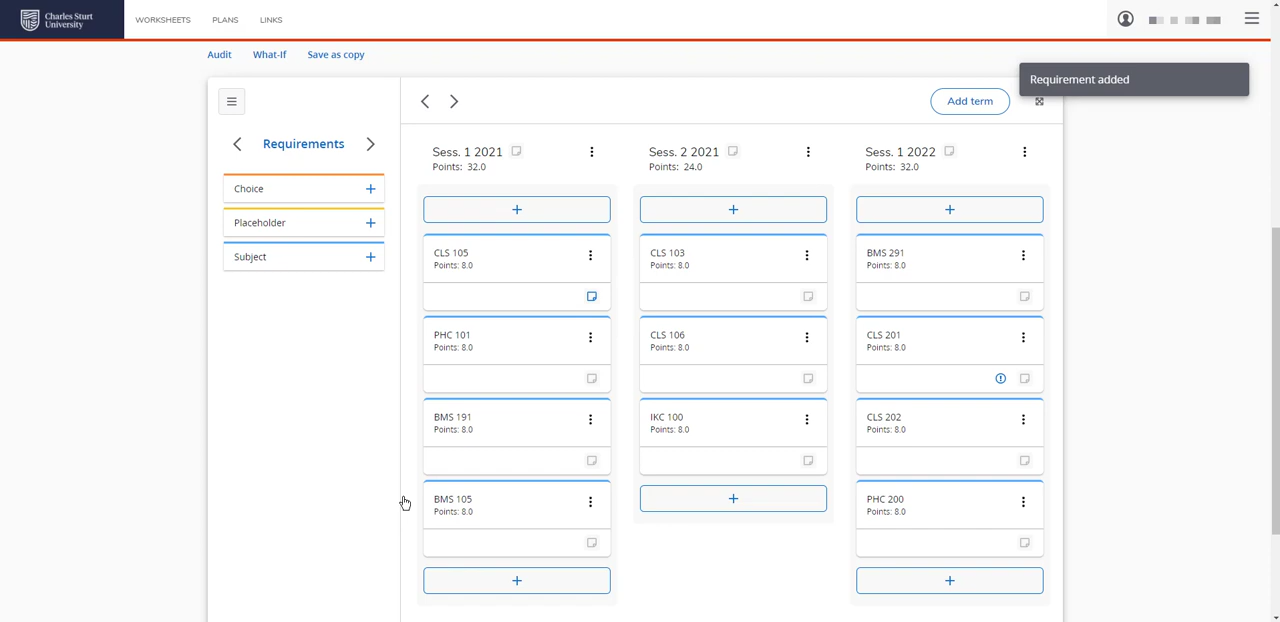 Charles Sturt
University
WORKSHEETS
PLANS
LINKS
Audit
What-If
Save as copy
Requirement added
Add term
Requirements
Choice
Placeholder
Subject
Sess. 1 2021
Points: 32.0
CLS 105
Points: 8.0
PHC 101
Points: 8.0
BMS 191
Points: 8.0
BMS 105
Points: 8.0
Sess. 2 2021
Points: 24.0
CLS 103
Points: 8.0
CLS 106
Points: 8.0
IKC 100
Points: 8.0
Sess. 1 2022
Points: 32.0
BMS 291
Points: 8.0
CLS 201
Points: 8.0
CLS 202
Points: 8.0
PHC 200
Points: 8.0